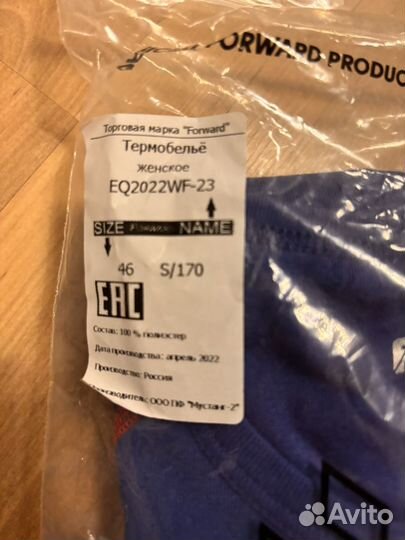 FORWARD PRODUC
Торговая марка "Forward"
Термобельё
женское
EQ2022WF-23
SIZE NAME
46 S/170
EAC
Состав: 100 % полиэстер
Дата производства: апрель 2022
Производство: Россия
ООО ПФ "Мустанг-2"
Avito